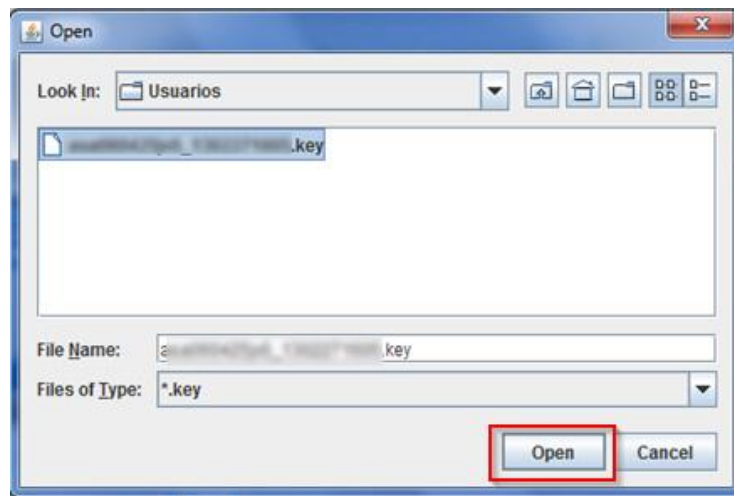 Open
Look In: Usuarios
.key
File Name: .key
Files of Type: *.key
Open Cancel